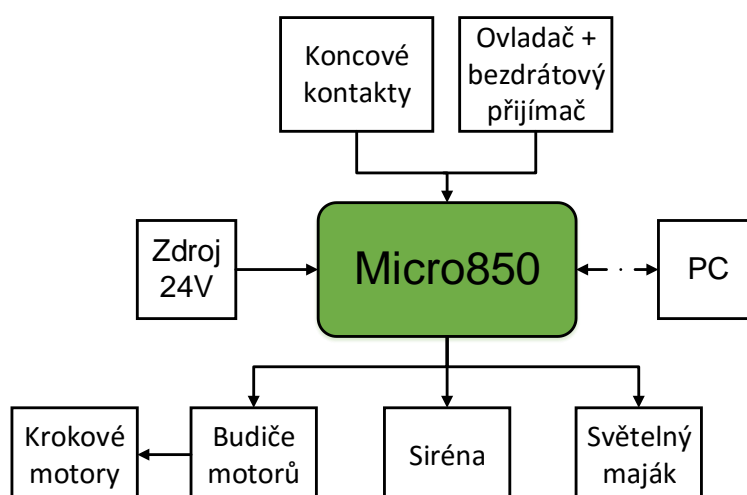 Koncové
kontakty
Ovladač +
bezdrátový
přijímač
Zdroj
24V
Micro850
PC
Krokové
motory
Budiče
motorů
Siréna
Světelný
maják